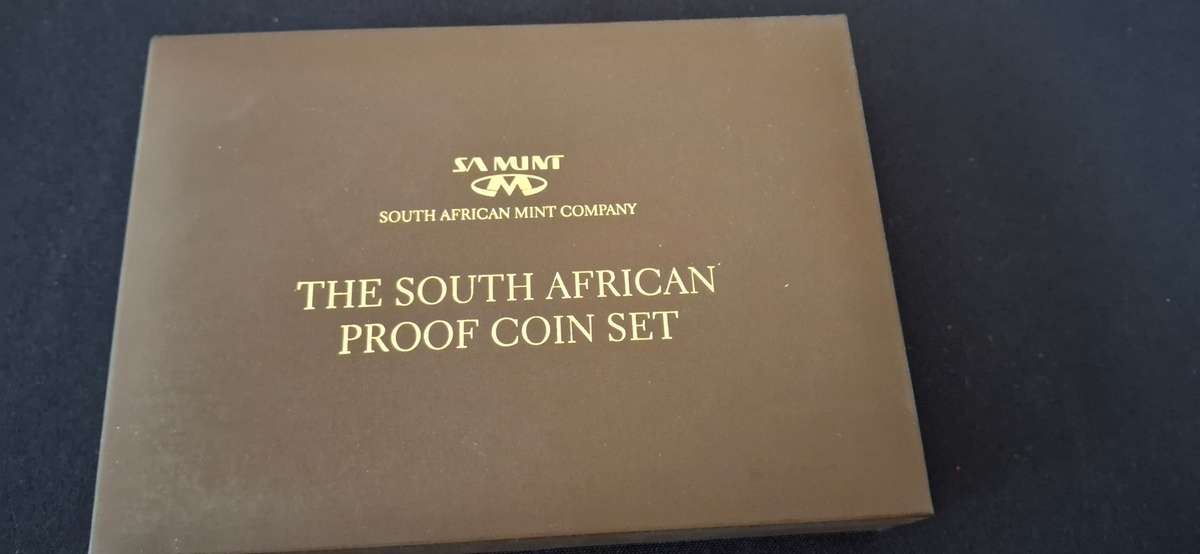 SA MINT
SOUTH AFRICAN MINT COMPANY
THE SOUTH AFRICAN
PROOF COIN SET